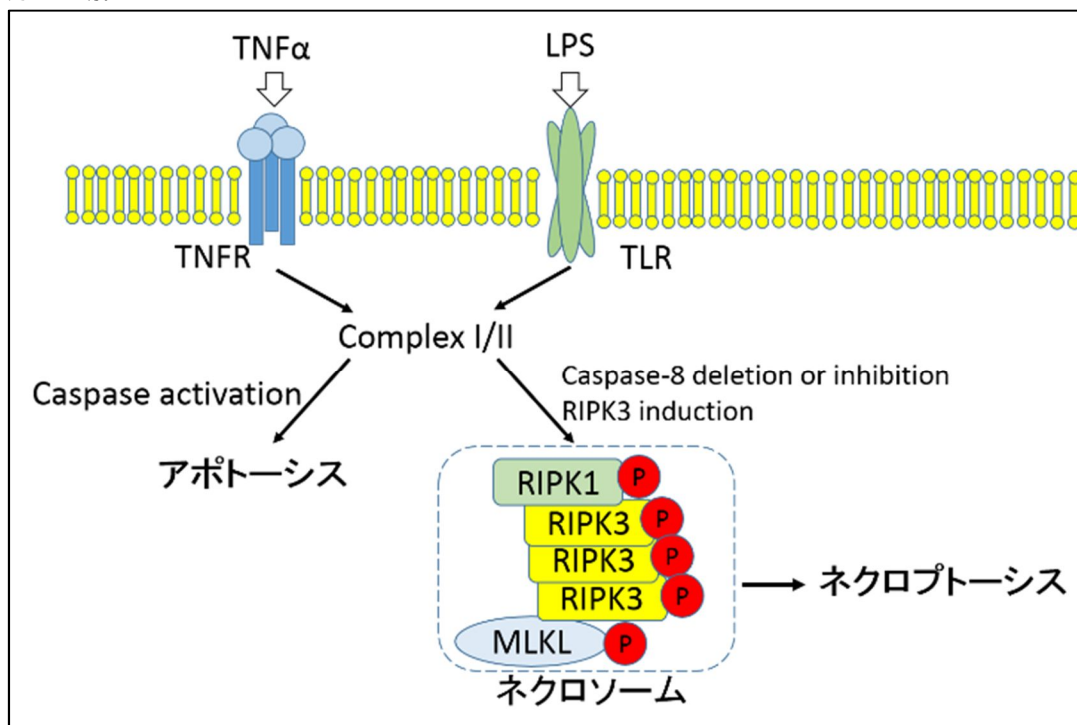 TNFα
LPS
TNFR
TLR
Complex I/II
Caspase activation
Caspase-8 deletion or inhibition
RIPK3 induction
アポトーシス
RIPK1
P
RIPK3
P
RIPK3
P
RIPK3
P
MLKL
P
ネクロソーム
ネクロプトーシス